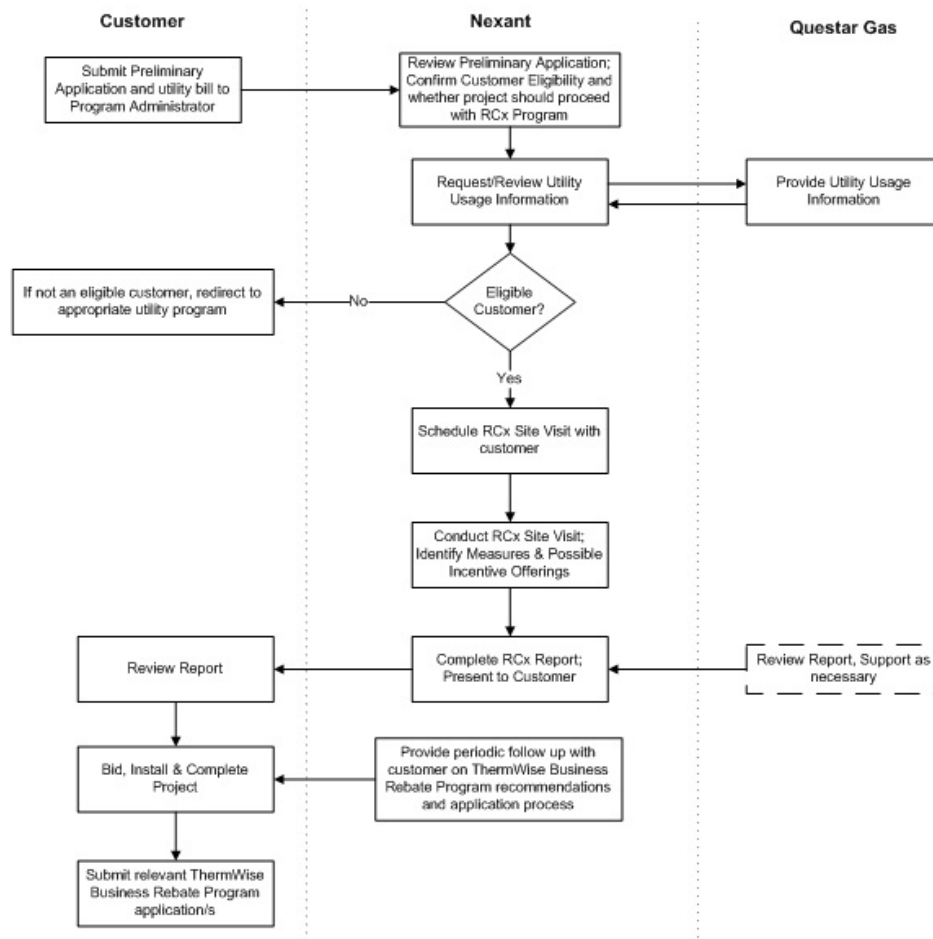 Customer
Nexant
Questar Gas
Submit Preliminary
Application and utility bill to
Program Administrator
Review Preliminary Application;
Confirm Customer Eligibility and
whether project should proceed
with RCx Program
Request/Review Utility
Usage Information
Provide Utility Usage
Information
If not an eligible customer, redirect to
appropriate utility program
No
Eligible
Customer?
Yes
Schedule RCx Site Visit with
customer
Conduct RCx Site Visit;
Identify Measures & Possible
Incentive Offerings
Review Report
Complete RCx Report;
Present to Customer
Review Report, Support as
necessary
Bid, Install & Complete
Project
Provide periodic follow up with
customer on ThermWise Business
Rebate Program recommendations
and application process
Submit relevant ThermWise
Business Rebate Program
application/s